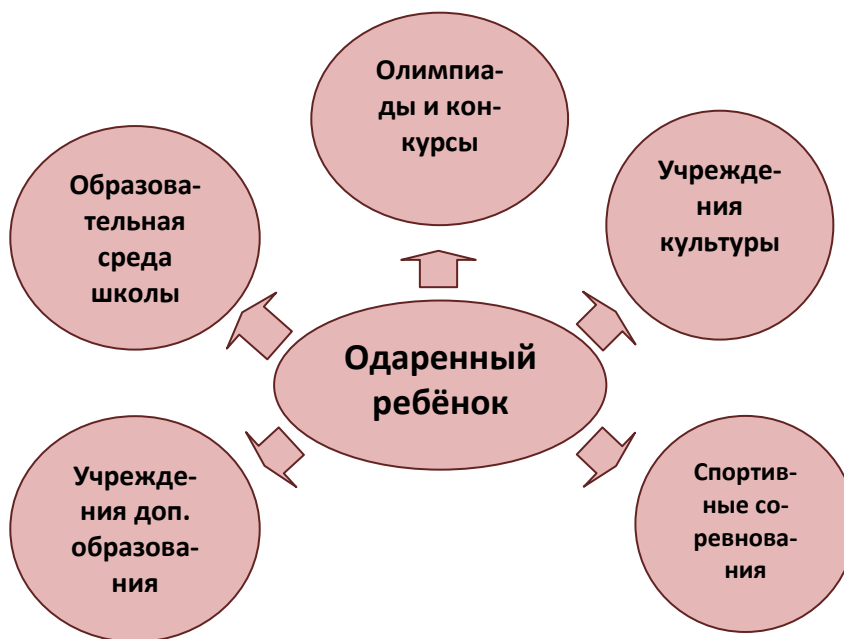 Олимпиа-
ды и кон-
курсы
Образова-
тельная
среда
школы
Учрежде-
ния
культуры
Одаренный
ребёнок
Учрежде-
ния доп.
образова-
ния
Спортив-
ные со-
ревнова-
ния